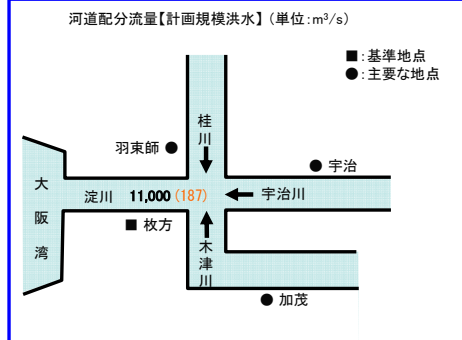 河道配分流量【計画規模洪水】（単位：m³/s）
■：基準地点
●：主要な地点
桂川
羽束師 ●
● 宇治
大阪湾
淀川 11,000 (187)
宇治川
■ 枚方
木津川
● 加茂